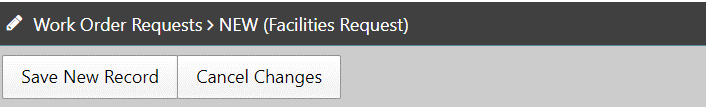 Work Order Requests > NEW (Facilities Request)
Save New Record Cancel Changes